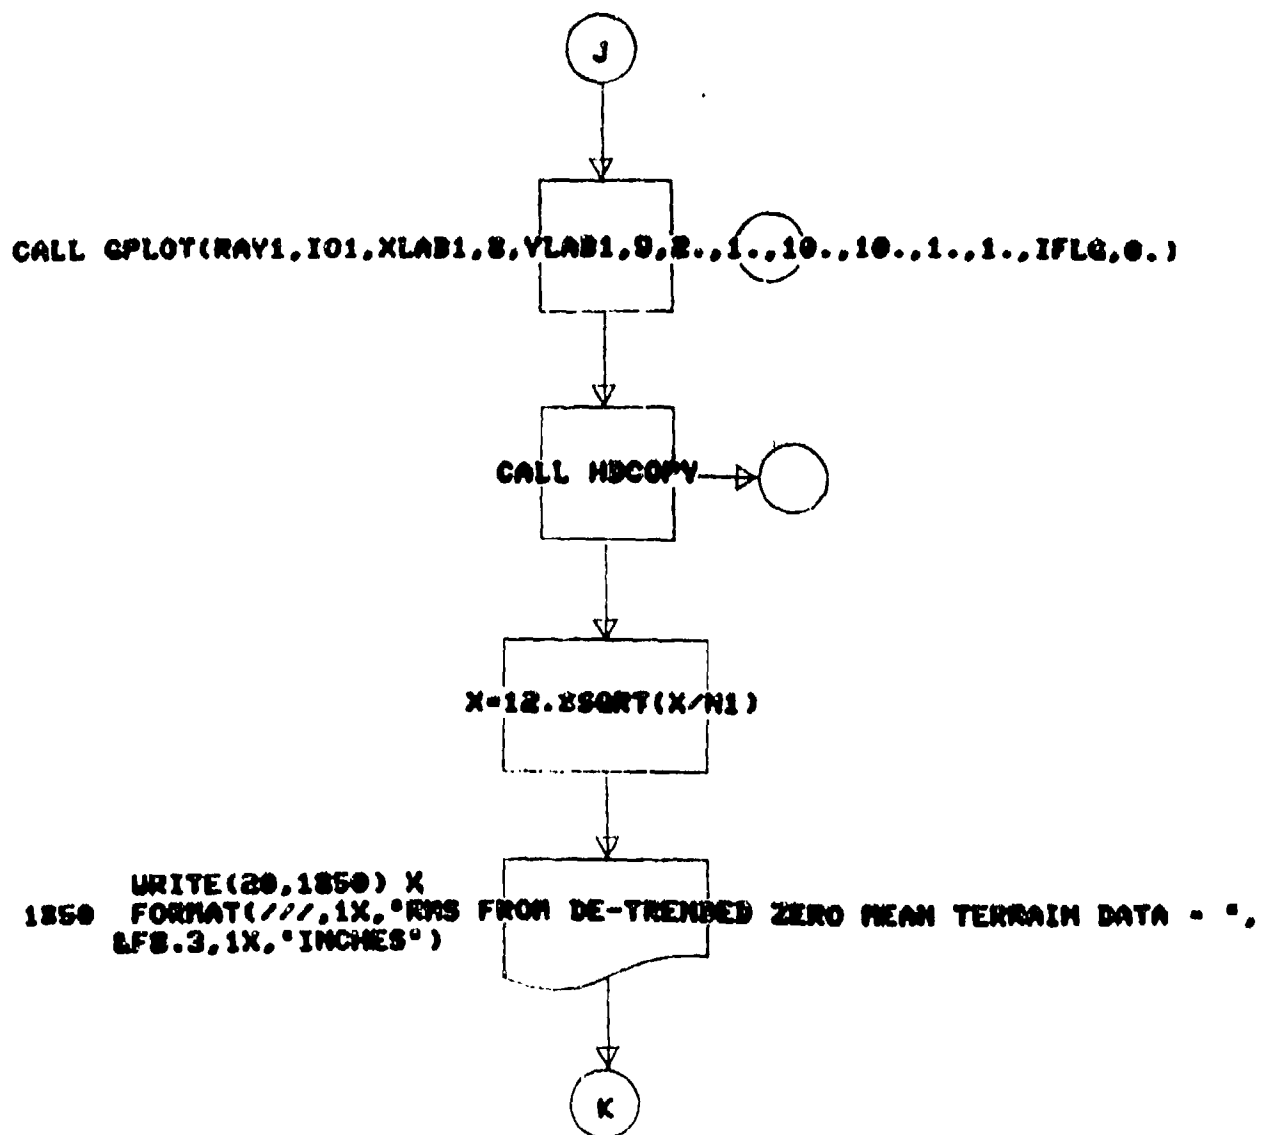 J
CALL GPLOT(RAY1,IO1,XLAB1,8,YLAB1,9,2.,1.,10.,10.,1.,1.,IFLG,0.)
CALL HDCOPY
X=12.*SQRT(X/N1)
WRITE(20,1850) X
1850 FORMAT(///,1X,"RMS FROM DE-TRENDED ZERO MEAN TERRAIN DATA = ",
&F8.3,1X,"INCHES")
K